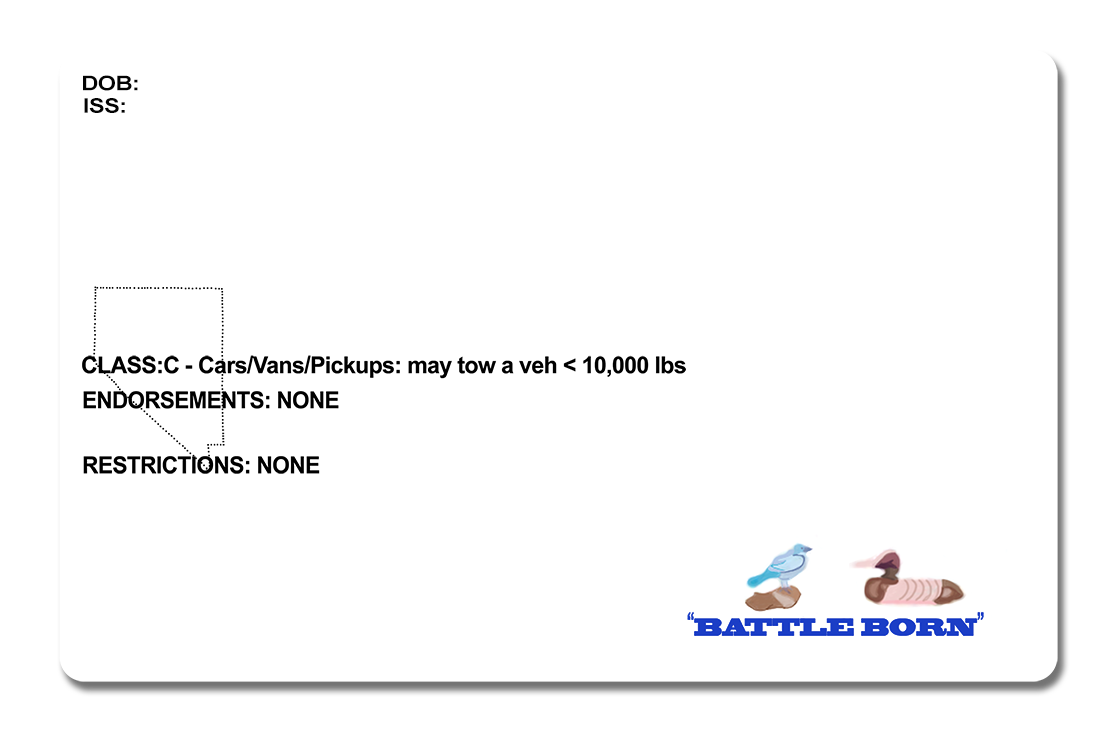 DOB:
ISS:
CLASS:C - Cars/Vans/Pickups: may tow a veh < 10,000 lbs
ENDORSEMENTS: NONE
RESTRICTIONS: NONE
“BATTLE BORN”